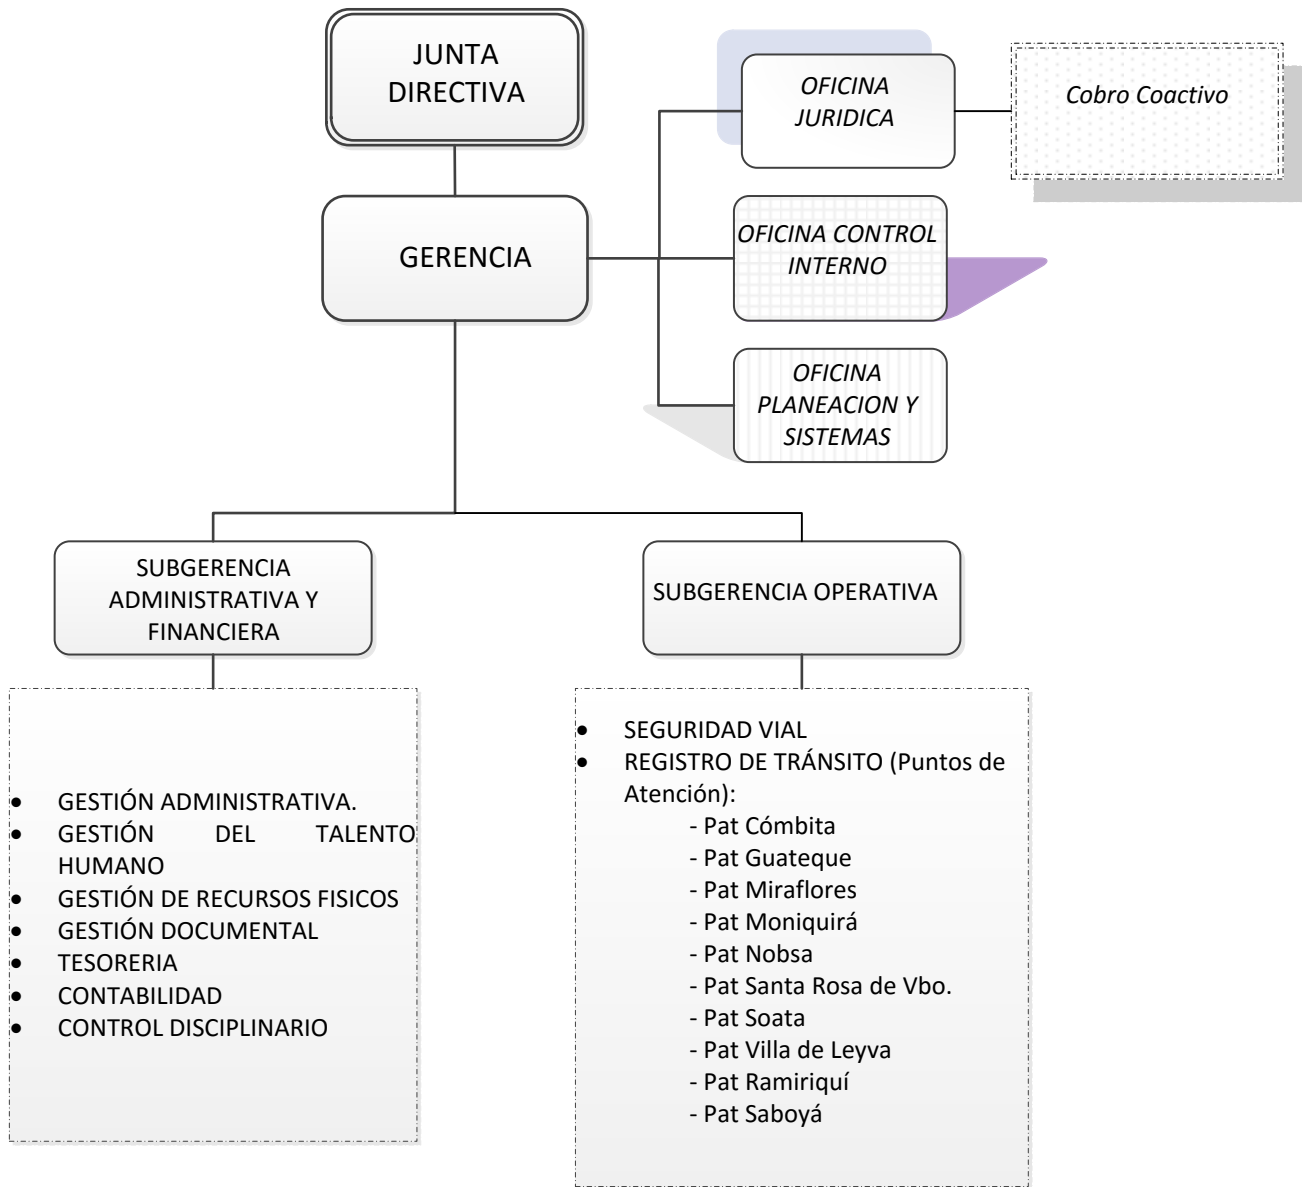 JUNTA
DIRECTIVA
OFICINA
JURIDICA
Cobro Coactivo
GERENCIA
OFICINA CONTROL
INTERNO
OFICINA
PLANEACION Y
SISTEMAS
SUBGERENCIA
ADMINISTRATIVA Y
FINANCIERA
SUBGERENCIA OPERATIVA
• GESTIÓN ADMINISTRATIVA.
• GESTIÓN DEL TALENTO
HUMANO
• GESTIÓN DE RECURSOS FISICOS
• GESTIÓN DOCUMENTAL
• TESORERIA
• CONTABILIDAD
• CONTROL DISCIPLINARIO
• SEGURIDAD VIAL
• REGISTRO DE TRÁNSITO (Puntos de
Atención):
- Pat Cómbita
- Pat Guateque
- Pat Miraflores
- Pat Moniquirá
- Pat Nobsa
- Pat Santa Rosa de Vbo.
- Pat Soata
- Pat Villa de Leyva
- Pat Ramiriquí
- Pat Saboyá